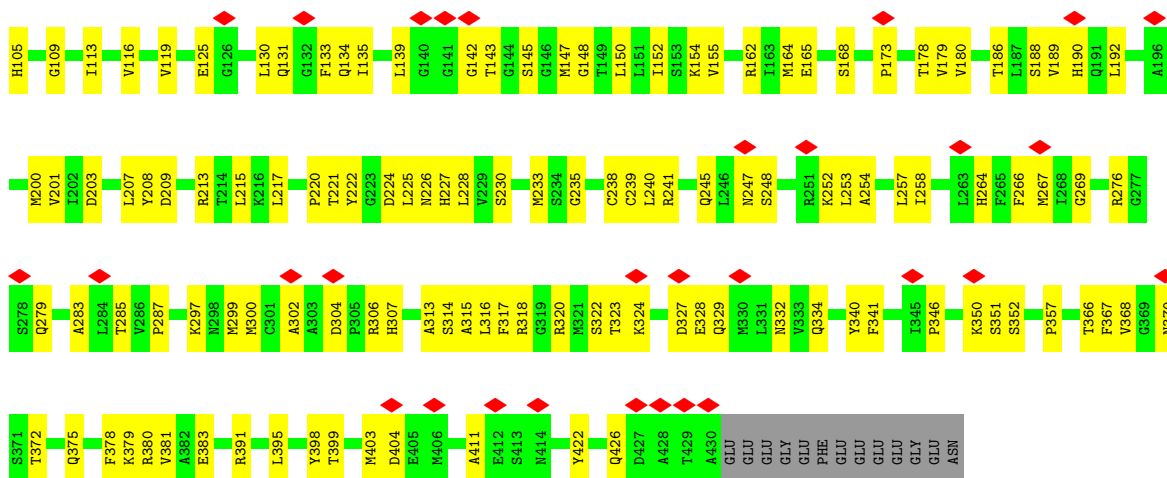 H105 G109 I113 V116 V119 E125 G126 L130 Q131 G132 F133 Q134 I135 L139 G140 G141 G142 T143 G144 S145 G146 M147 G148 T149 L150 L151 I152 S153 K154 V155 R162 I163 M164 E165 S168 P173 T178 V179 V180 T186 L187 S188 V189 H190 Q191 L192 A196
M200 V201 I202 D203 L207 Y208 D209 R213 T214 L215 K216 L217 P220 T221 Y222 G223 D224 L225 N226 H227 L228 V229 S230 M233 S234 G235 C238 C239 L240 R241 Q245 L246 N247 S248 R251 K252 L253 A254 L257 I258 L263 H264 F265 F266 M267 I268 G269 R276 G277
S278 Q279 A283 L284 T285 V286 P287 K297 N298 M299 M300 C301 A302 A303 D304 P305 R306 H307 A313 S314 A315 L316 F317 R318 G319 R320 M321 S322 T323 K324 D327 E328 Q329 M330 L331 N332 V333 Q334 Y340 F341 I345 P346 K350 S351 S352 P357 T366 F367 V368 G369
S371 T372 Q375 F378 K379 R380 V381 A382 E383 R391 L395 Y398 T399 M403 D404 E405 M406 A411 E412 S413 N414 Y422 Q426 D427 A428 T429 A430 GLU GLU GLU GLY GLU PHE GLU GLU GLU GLU GLU GLY GLU ASN